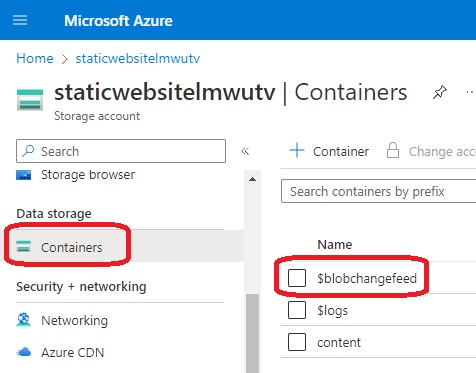 Microsoft Azure
Home > staticwebsitelmwutv
staticwebsitelmwutv | Containers
Storage account
Search
«
+ Container
Change acc
Storage browser
Search containers by prefix
Data storage
Containers
Name
$blobchangefeed
Security + networking
$logs
Networking
content
Azure CDN